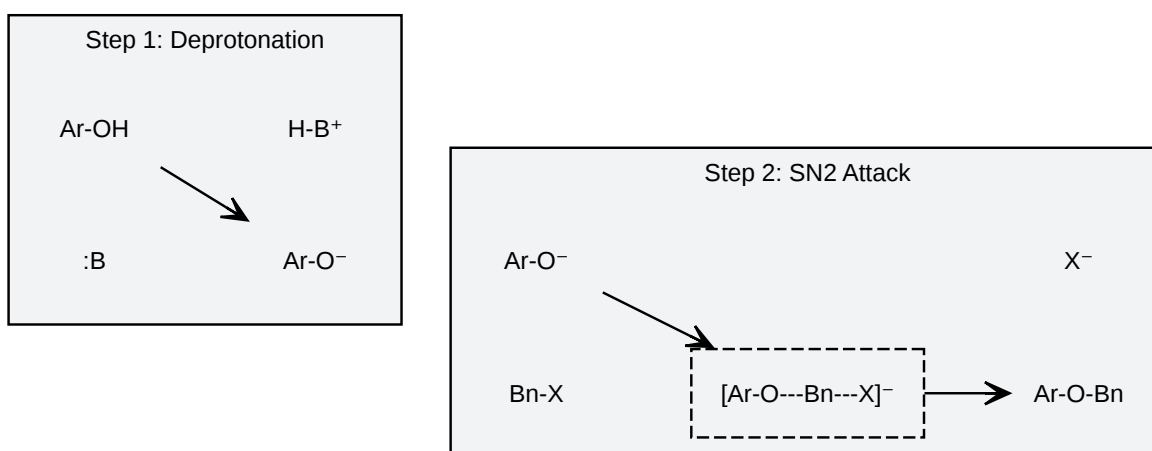 Step 1: Deprotonation
Ar-OH
H-B⁺
:B
Ar-O⁻
Step 2: SN2 Attack
Ar-O⁻
X⁻
Bn-X
[Ar-O---Bn---X]⁻
Ar-O-Bn